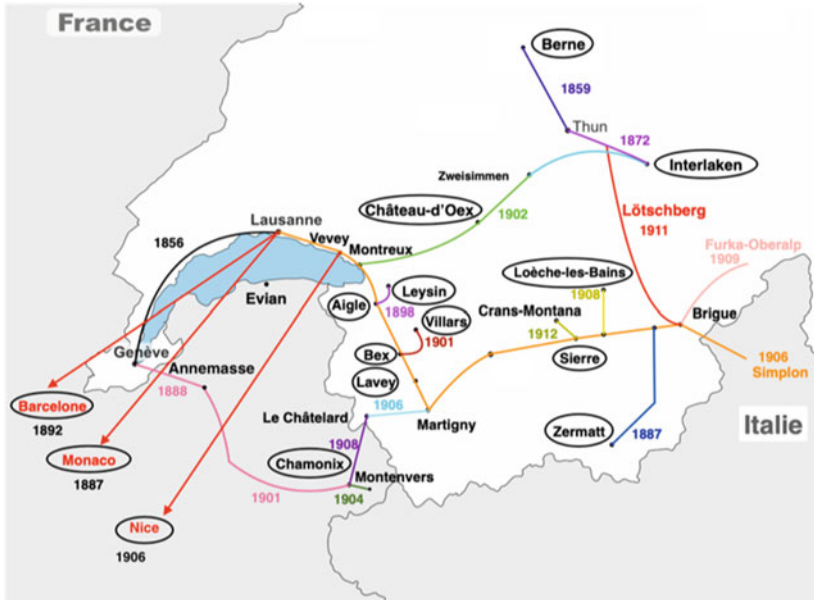 France
Berne
1859
Thun
1872
Interlaken
Zweisimmen
Château-d'Oex
1902
Lötschberg
1911
Lausanne
1856
Vevey
Montreux
Furka-Oberalp
1909
Loèche-les-Bains
1908
Evian
Leysin
Aigle
1898
Villars
1901
Crans-Montana
1912
Brigue
Genève
Annemasse
1888
Bex
Sierre
1906
Simplon
Lavey
1906
Barcelone
1892
Le Châtelard
Martigny
Zermatt
1887
Italie
Monaco
1887
1908
Chamonix
Montenvers
1901
1904
Nice
1906